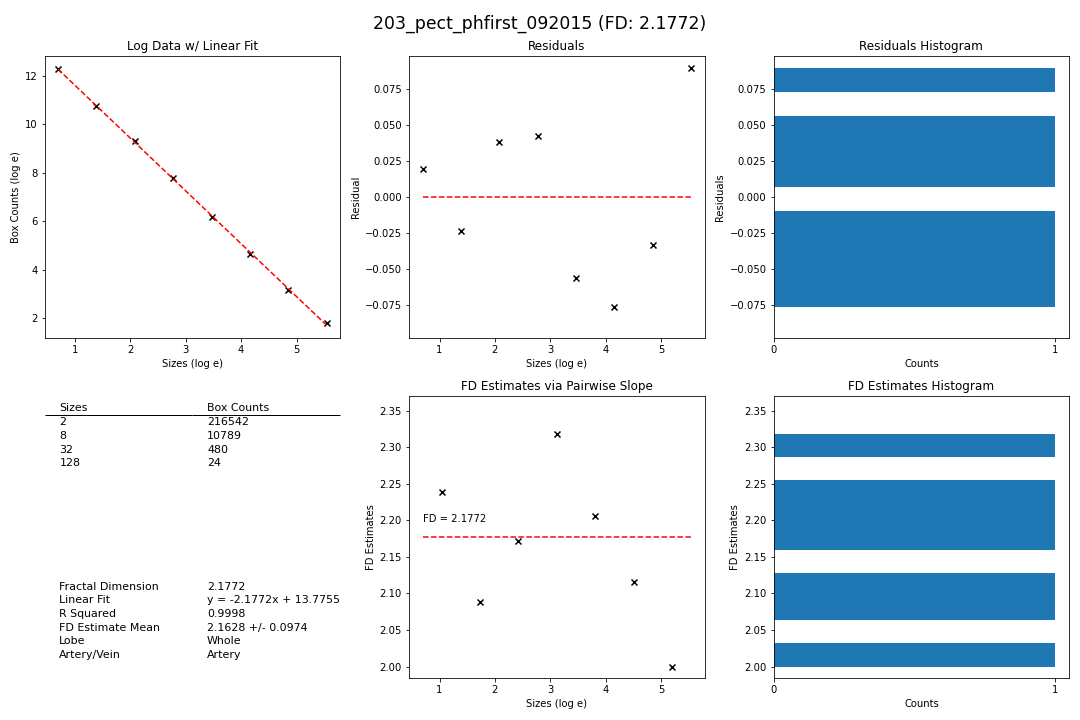 203_pect_phfirst_092015 (FD: 2.1772)
Log Data w/ Linear Fit
Box Counts (log e)
12
10
8
6
4
2
1 2 3 4 5
Sizes (log e)
Residuals
Residual
0.075
0.050
0.025
0.000
−0.025
−0.050
−0.075
1 2 3 4 5
Sizes (log e)
Residuals Histogram
Residuals
0.075
0.050
0.025
0.000
−0.025
−0.050
−0.075
0 1
Counts
Sizes Box Counts
2 216542
8 10789
32 480
128 24
Fractal Dimension 2.1772
Linear Fit y = -2.1772x + 13.7755
R Squared 0.9998
FD Estimate Mean 2.1628 +/- 0.0974
Lobe Whole
Artery/Vein Artery
FD Estimates via Pairwise Slope
FD Estimates
2.35
2.30
2.25
2.20
2.15
2.10
2.05
2.00
FD = 2.1772
1 2 3 4 5
Sizes (log e)
FD Estimates Histogram
FD Estimates
2.35
2.30
2.25
2.20
2.15
2.10
2.05
2.00
0 1
Counts